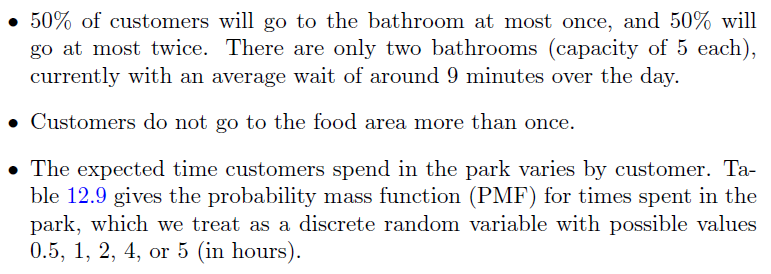 • 50% of customers will go to the bathroom at most once, and 50% will
go at most twice. There are only two bathrooms (capacity of 5 each),
currently with an average wait of around 9 minutes over the day.
• Customers do not go to the food area more than once.
• The expected time customers spend in the park varies by customer. Ta-
ble 12.9 gives the probability mass function (PMF) for times spent in the
park, which we treat as a discrete random variable with possible values
0.5, 1, 2, 4, or 5 (in hours).